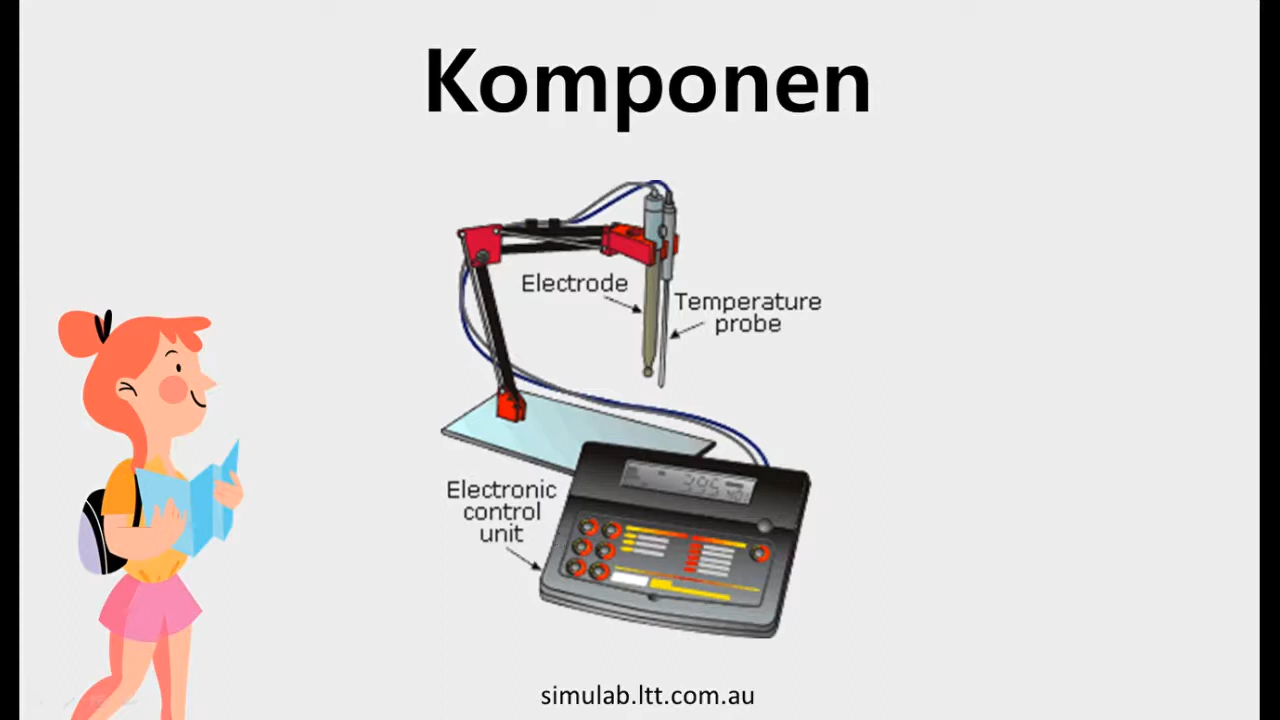 Komponen
Electrode
Temperature
probe
Electronic
control
unit
simulab.ltt.com.au